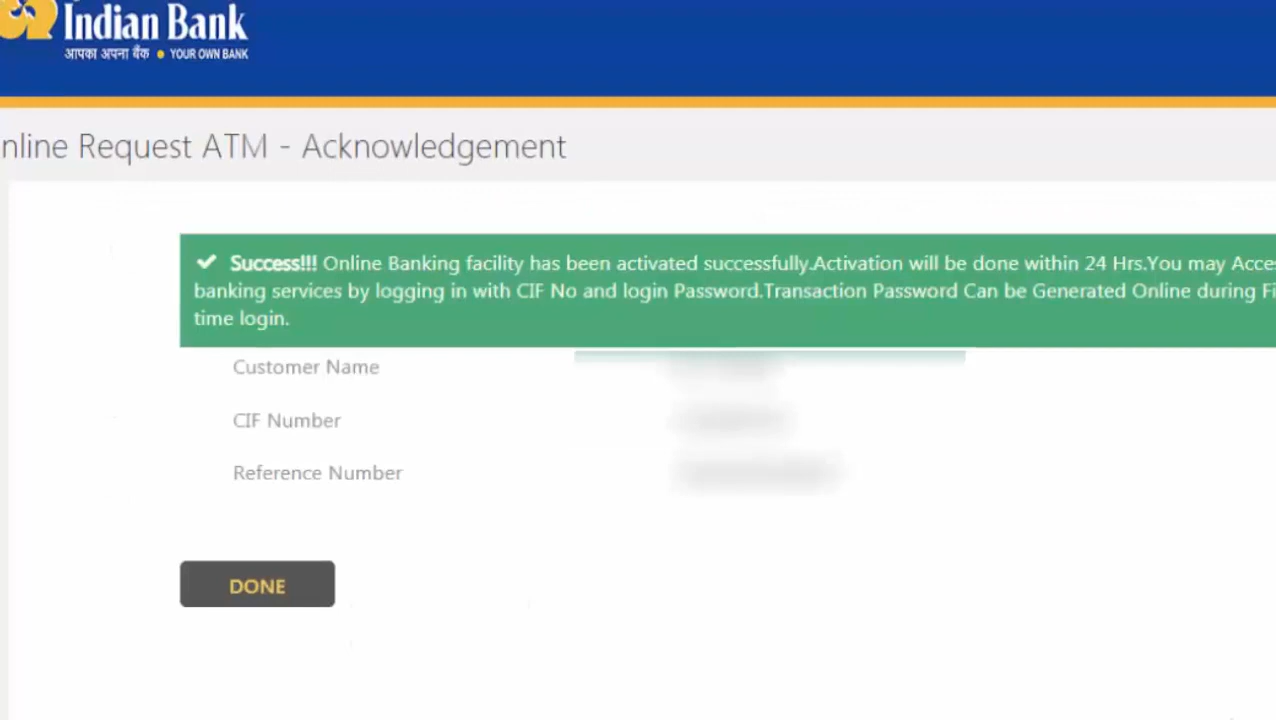 Indian Bank
आपका अपना बैंक ● YOUR OWN BANK
nline Request ATM - Acknowledgement
✔ Success!!! Online Banking facility has been activated successfully.Activation will be done within 24 Hrs.You may Acce
banking services by logging in with CIF No and login Password.Transaction Password Can be Generated Online during Fi
time login.
Customer Name
CIF Number
Reference Number
DONE